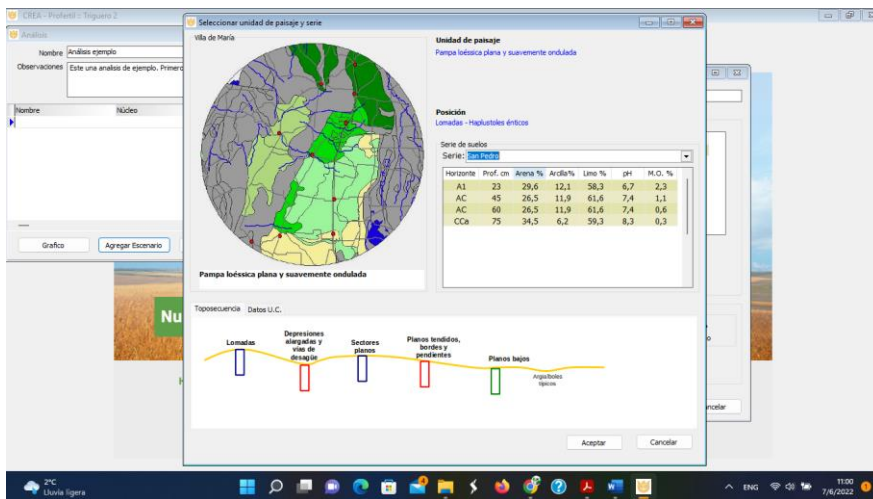 CREA - Profertil :: Triguero 2
Análisis
Nombre Análisis ejemplo
Observaciones Este una analisis de ejemplo. Primero
Nombre Núcleo
Grafico
Agregar Escenario
Nu
Seleccionar unidad de paisaje y serie
Villa de María
Pampa loéssica plana y suavemente ondulada
Unidad de paisaje
Pampa loéssica plana y suavemente ondulada
Posición
Lomadas - Haplustoles énticos
Serie de suelos
Serie: San Pedro
Horizonte Prof. cm Arena % Arcilla% Limo % pH M.O. %
A1 23 29,6 12,1 58,3 6,7 2,3
AC 45 26,5 11,9 61,6 7,4 1,1
AC 60 26,5 11,9 61,6 7,4 0,6
CCa 75 34,5 6,2 59,3 8,3 0,3
Toposecuencia Datos U.C.
Lomadas
Depresiones
alargadas y
vías de
desagüe
Sectores
planos
Planos tendidos,
bordes y
pendientes
Planos bajos
Argialboles
típicos
Aceptar
Cancelar
ncelar
2°C
Lluvia ligera
ENG
11:00
7/6/2022